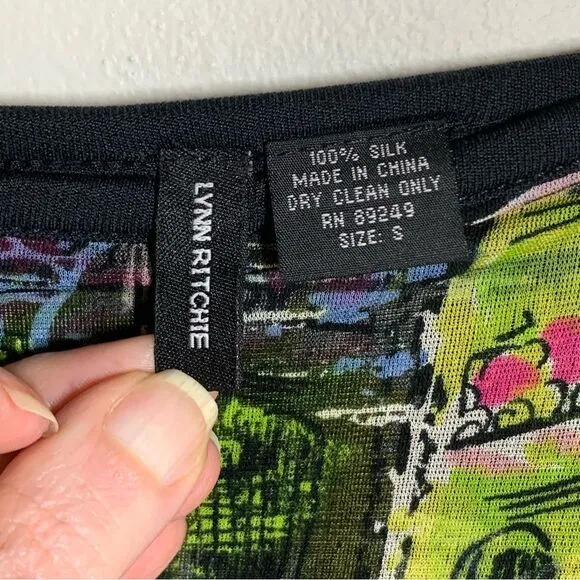 LYNN RITCHIE
100% SILK
MADE IN CHINA
DRY CLEAN ONLY
RN 89249
SIZE: S